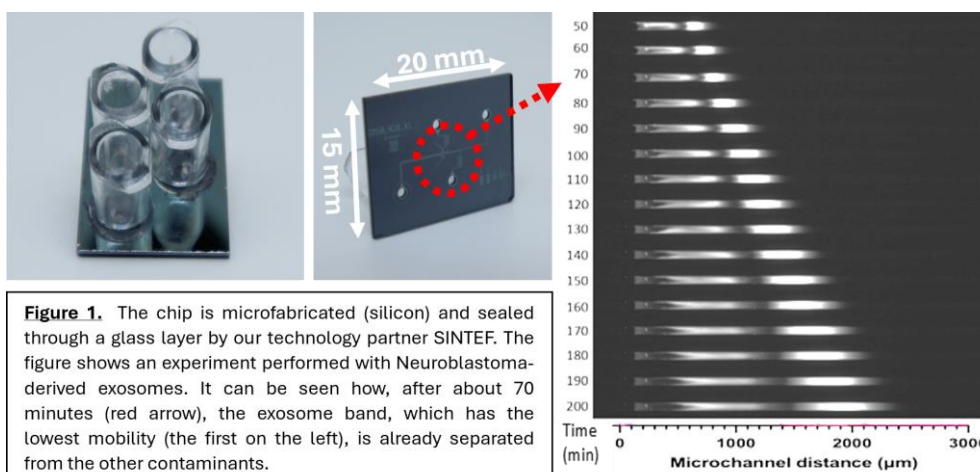 20 mm
15 mm
Figure 1. The chip is microfabricated (silicon) and sealed
through a glass layer by our technology partner SINTEF. The
figure shows an experiment performed with Neuroblastoma-
derived exosomes. It can be seen how, after about 70
minutes (red arrow), the exosome band, which has the
lowest mobility (the first on the left), is already separated
from the other contaminants.
50
60
70
80
90
100
110
120
130
140
150
160
170
180
190
200
Time
(min)
0 1000 2000 3000
Microchannel distance (µm)